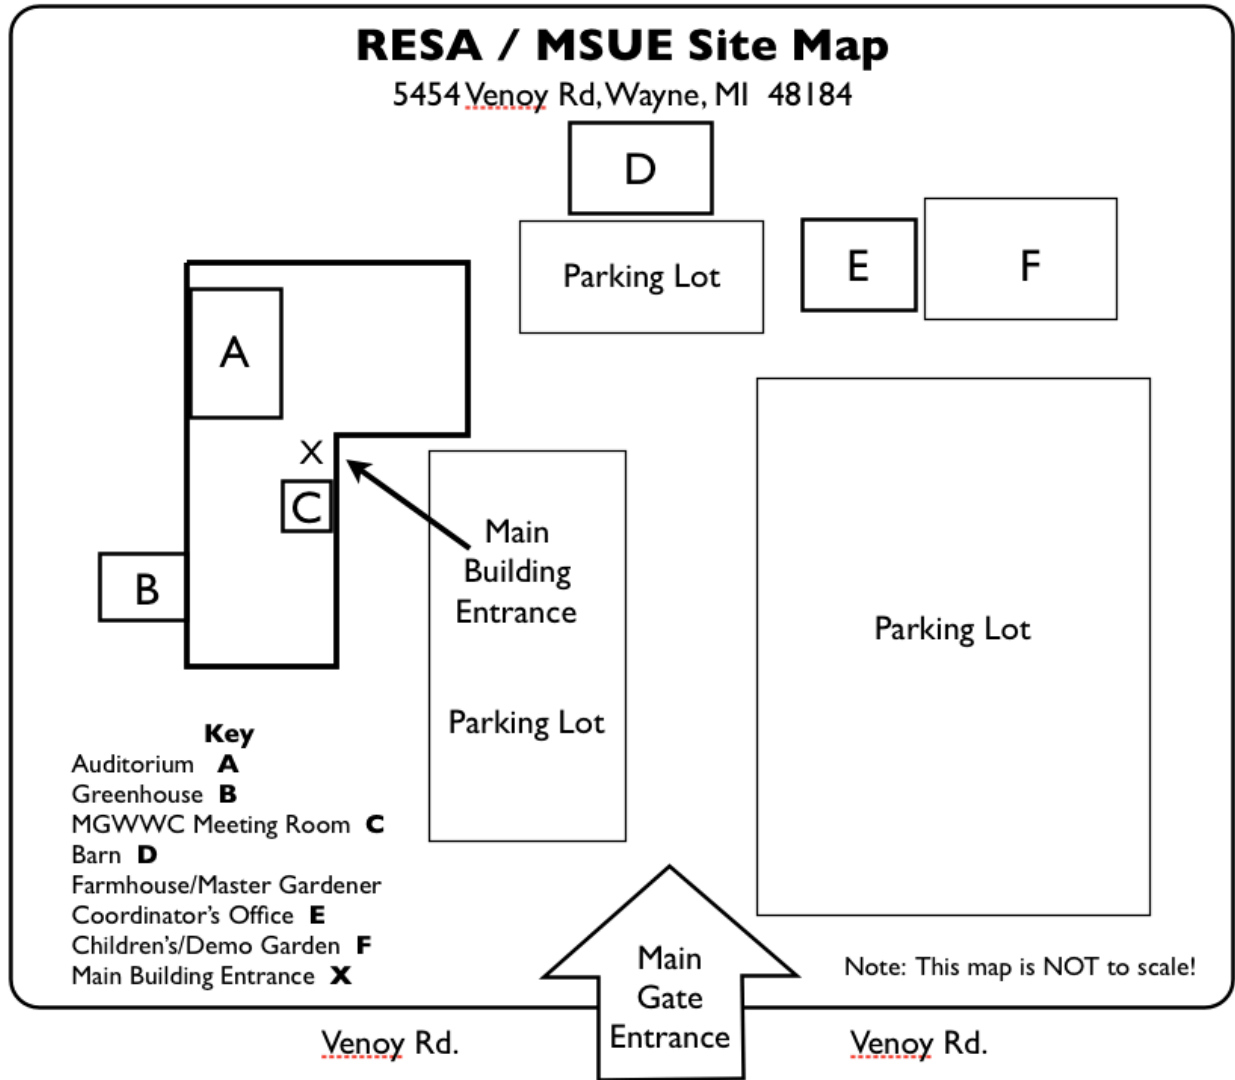 RESA / MSUE Site Map
5454 Venoy Rd, Wayne, MI  48184
D
Parking Lot
E
F
A
X
C
B
Main
Building
Entrance
Parking Lot
Parking Lot
Key
Auditorium A
Greenhouse B
MGWWC Meeting Room C
Barn D
Farmhouse/Master Gardener
Coordinator's Office E
Children's/Demo Garden F
Main Building Entrance X
Main
Gate
Entrance
Note: This map is NOT to scale!
Venoy Rd.
Venoy Rd.